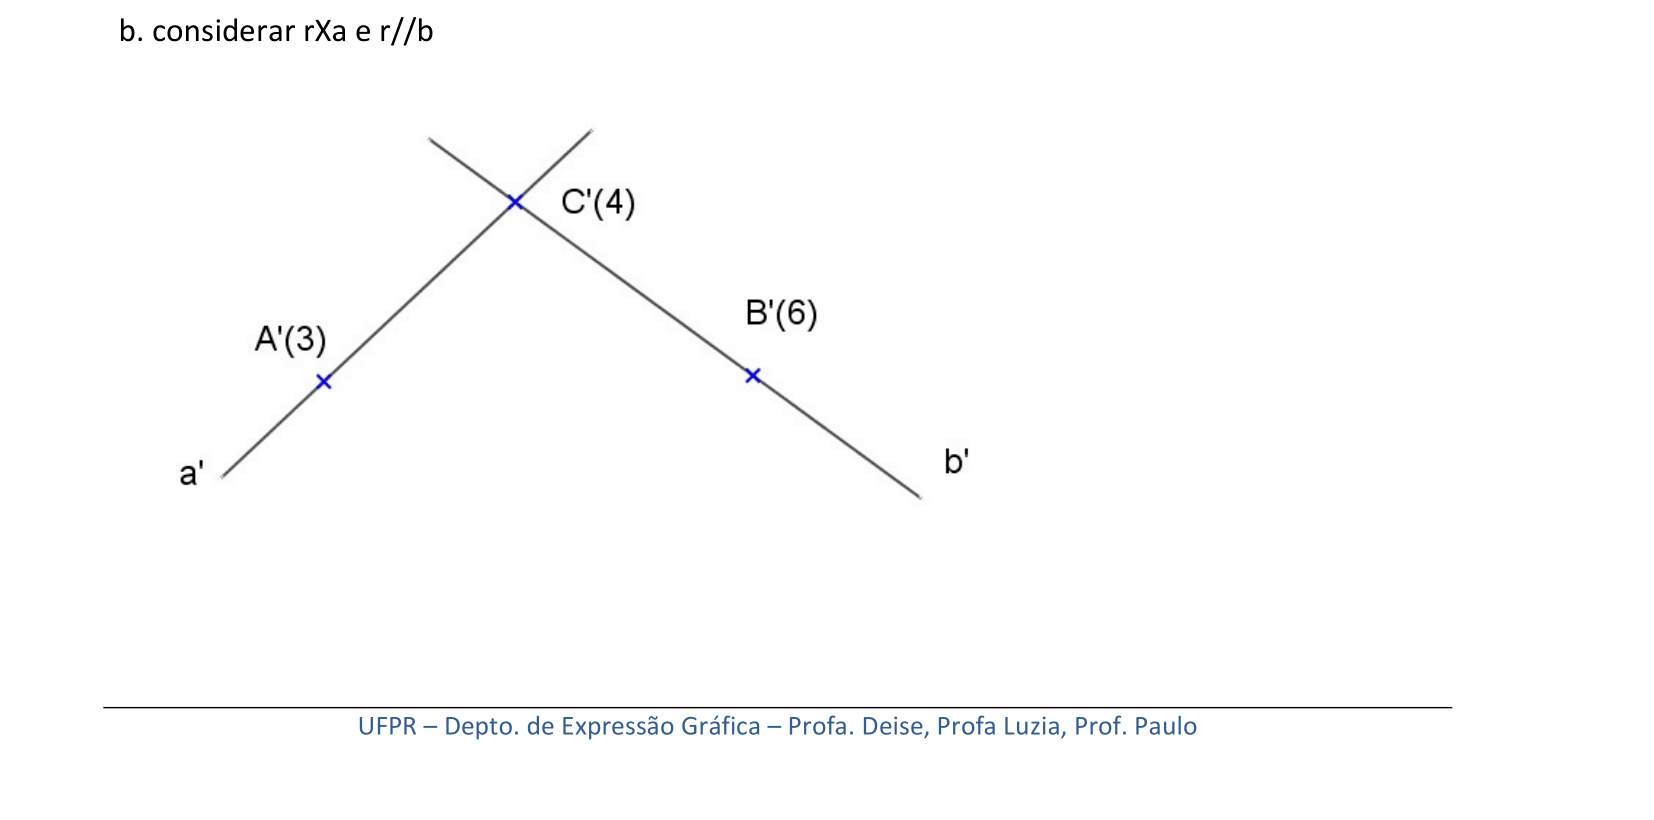 b. considerar rXa e r//b
C'(4)
B'(6)
A'(3)
b'
a'
UFPR – Depto. de Expressão Gráfica – Profa. Deise, Profa Luzia, Prof. Paulo